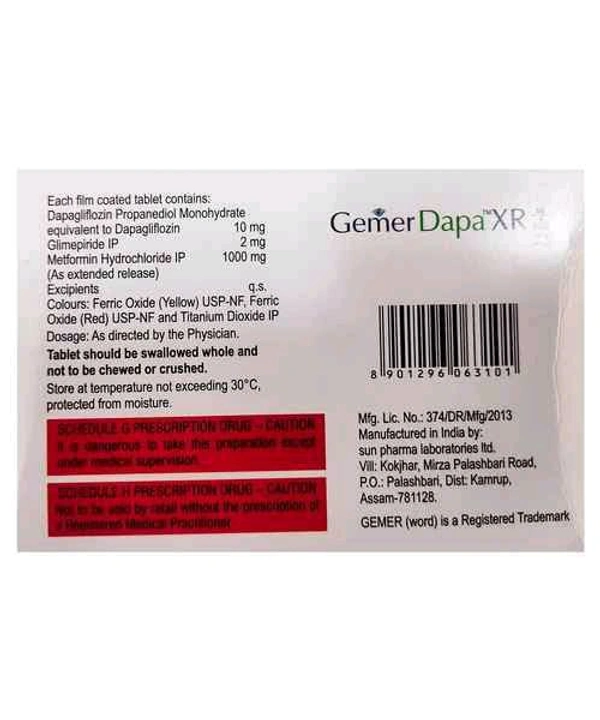 Each film coated tablet contains:
Dapagliflozin Propanediol Monohydrate
equivalent to Dapagliflozin 10 mg
Glimepiride IP 2 mg
Metformin Hydrochloride IP 1000 mg
(As extended release)
Excipients q.s.
Colours: Ferric Oxide (Yellow) USP-NF, Ferric
Oxide (Red) USP-NF and Titanium Dioxide IP
Dosage: As directed by the Physician.
Tablet should be swallowed whole and
not to be chewed or crushed.
Store at temperature not exceeding 30°C,
protected from moisture.
SCHEDULE G PRESCRIPTION DRUG - CAUTION
It is dangerous to take this preparation except
under medical supervision.
SCHEDULE H PRESCRIPTION DRUG - CAUTION
Not to be sold by retail without the prescription of
a Registered Medical Practitioner.
Gemer Dapa™ XR
8 901296 063101
Mfg. Lic. No.: 374/DR/Mfg/2013
Manufactured in India by:
sun pharma laboratories ltd.
Vill: Kokjhar, Mirza Palashbari Road,
P.O.: Palashbari, Dist: Kamrup,
Assam-781128.
GEMER (word) is a Registered Trademark